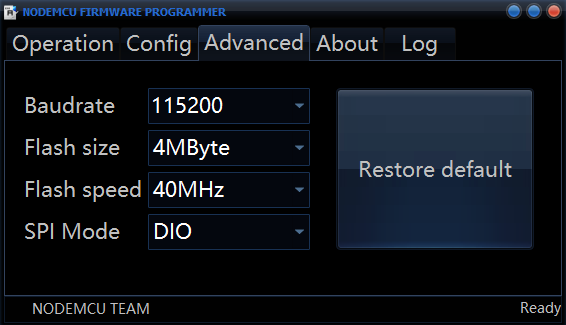 NODEMCU FIRMWARE PROGRAMMER
Operation Config Advanced About Log
Baudrate 115200
Flash size 4MByte
Flash speed 40MHz
SPI Mode DIO
Restore default
NODEMCU TEAM Ready